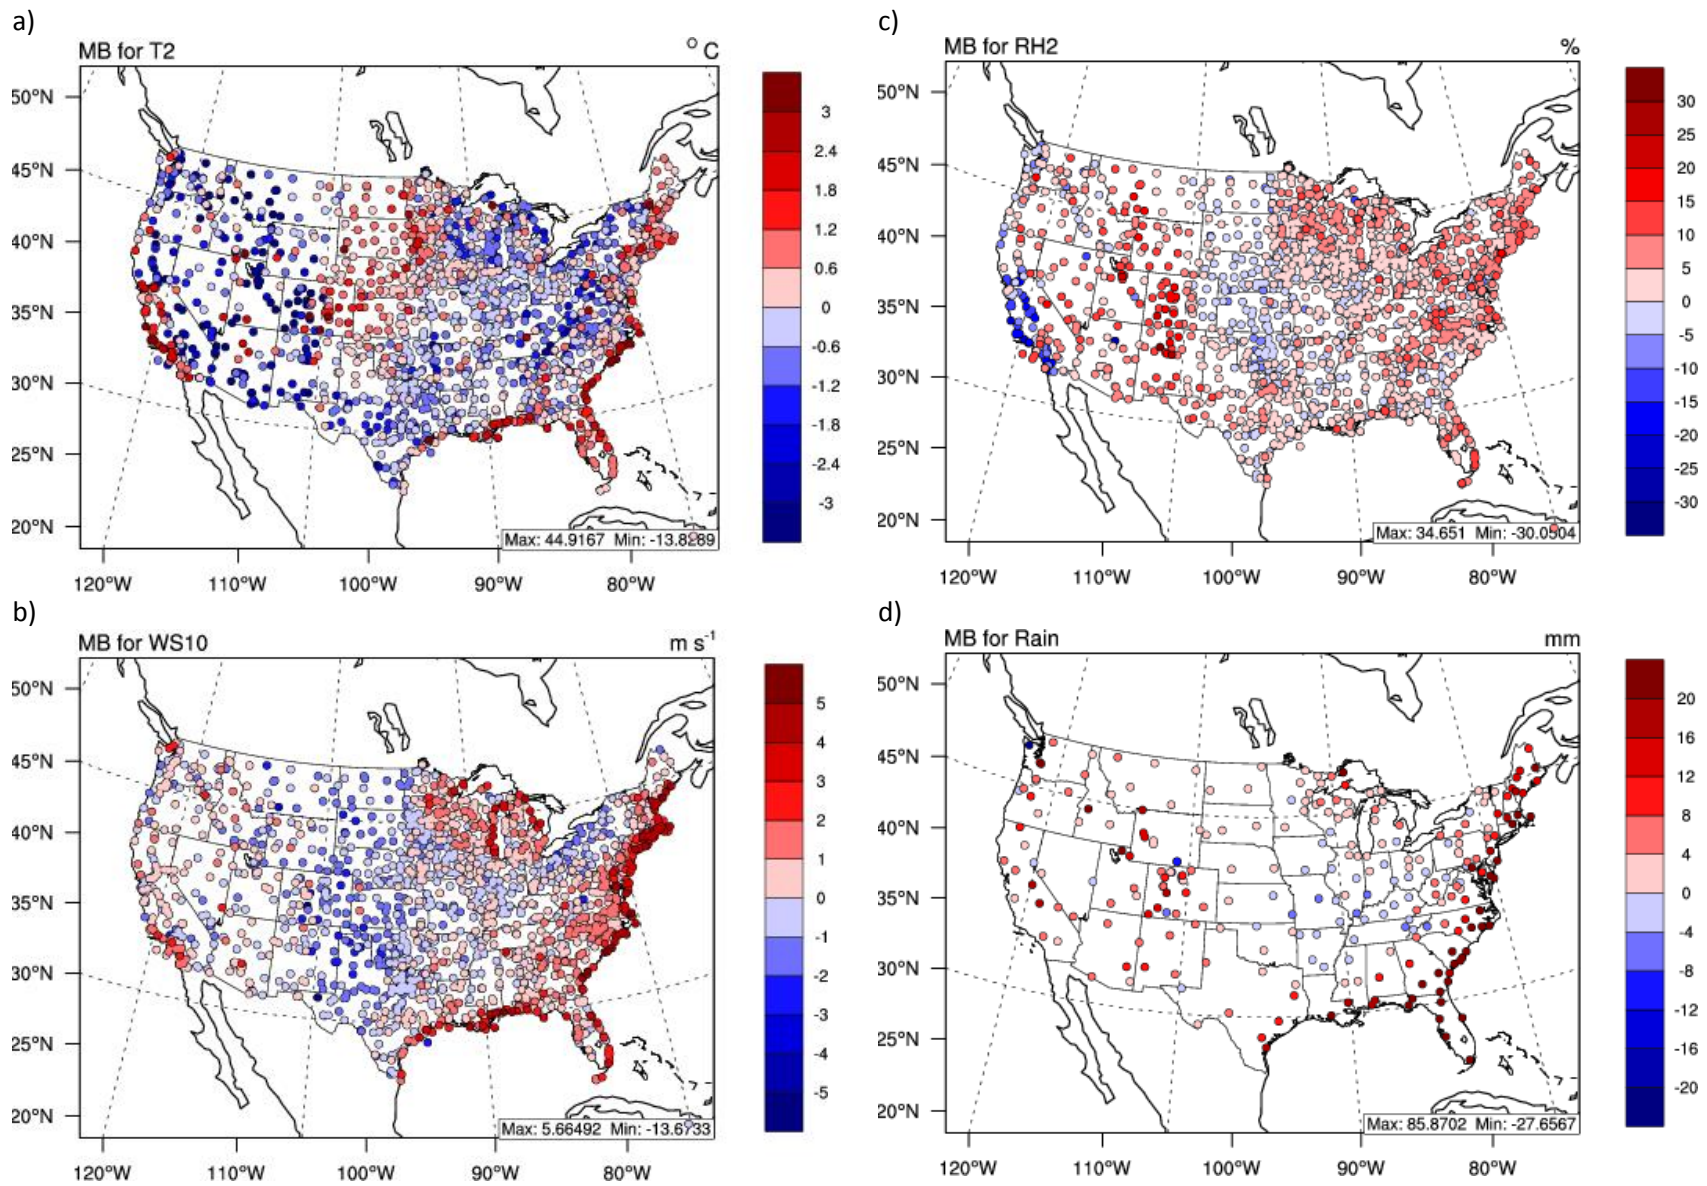 a)
MB for T2
° C
50°N
45°N
40°N
35°N
30°N
25°N
20°N
120°W
110°W
100°W
90°W
80°W
Max: 44.9167 Min: -13.8289
3
2.4
1.8
1.2
0.6
0
-0.6
-1.2
-1.8
-2.4
-3
c)
MB for RH2
%
50°N
45°N
40°N
35°N
30°N
25°N
20°N
120°W
110°W
100°W
90°W
80°W
Max: 34.651 Min: -30.0504
30
25
20
15
10
5
0
-5
-10
-15
-20
-25
-30
b)
MB for WS10
m s⁻¹
50°N
45°N
40°N
35°N
30°N
25°N
20°N
120°W
110°W
100°W
90°W
80°W
Max: 5.66492 Min: -13.6733
5
4
3
2
1
0
-1
-2
-3
-4
-5
d)
MB for Rain
mm
50°N
45°N
40°N
35°N
30°N
25°N
20°N
120°W
110°W
100°W
90°W
80°W
Max: 85.8702 Min: -27.6567
20
16
12
8
4
0
-4
-8
-12
-16
-20